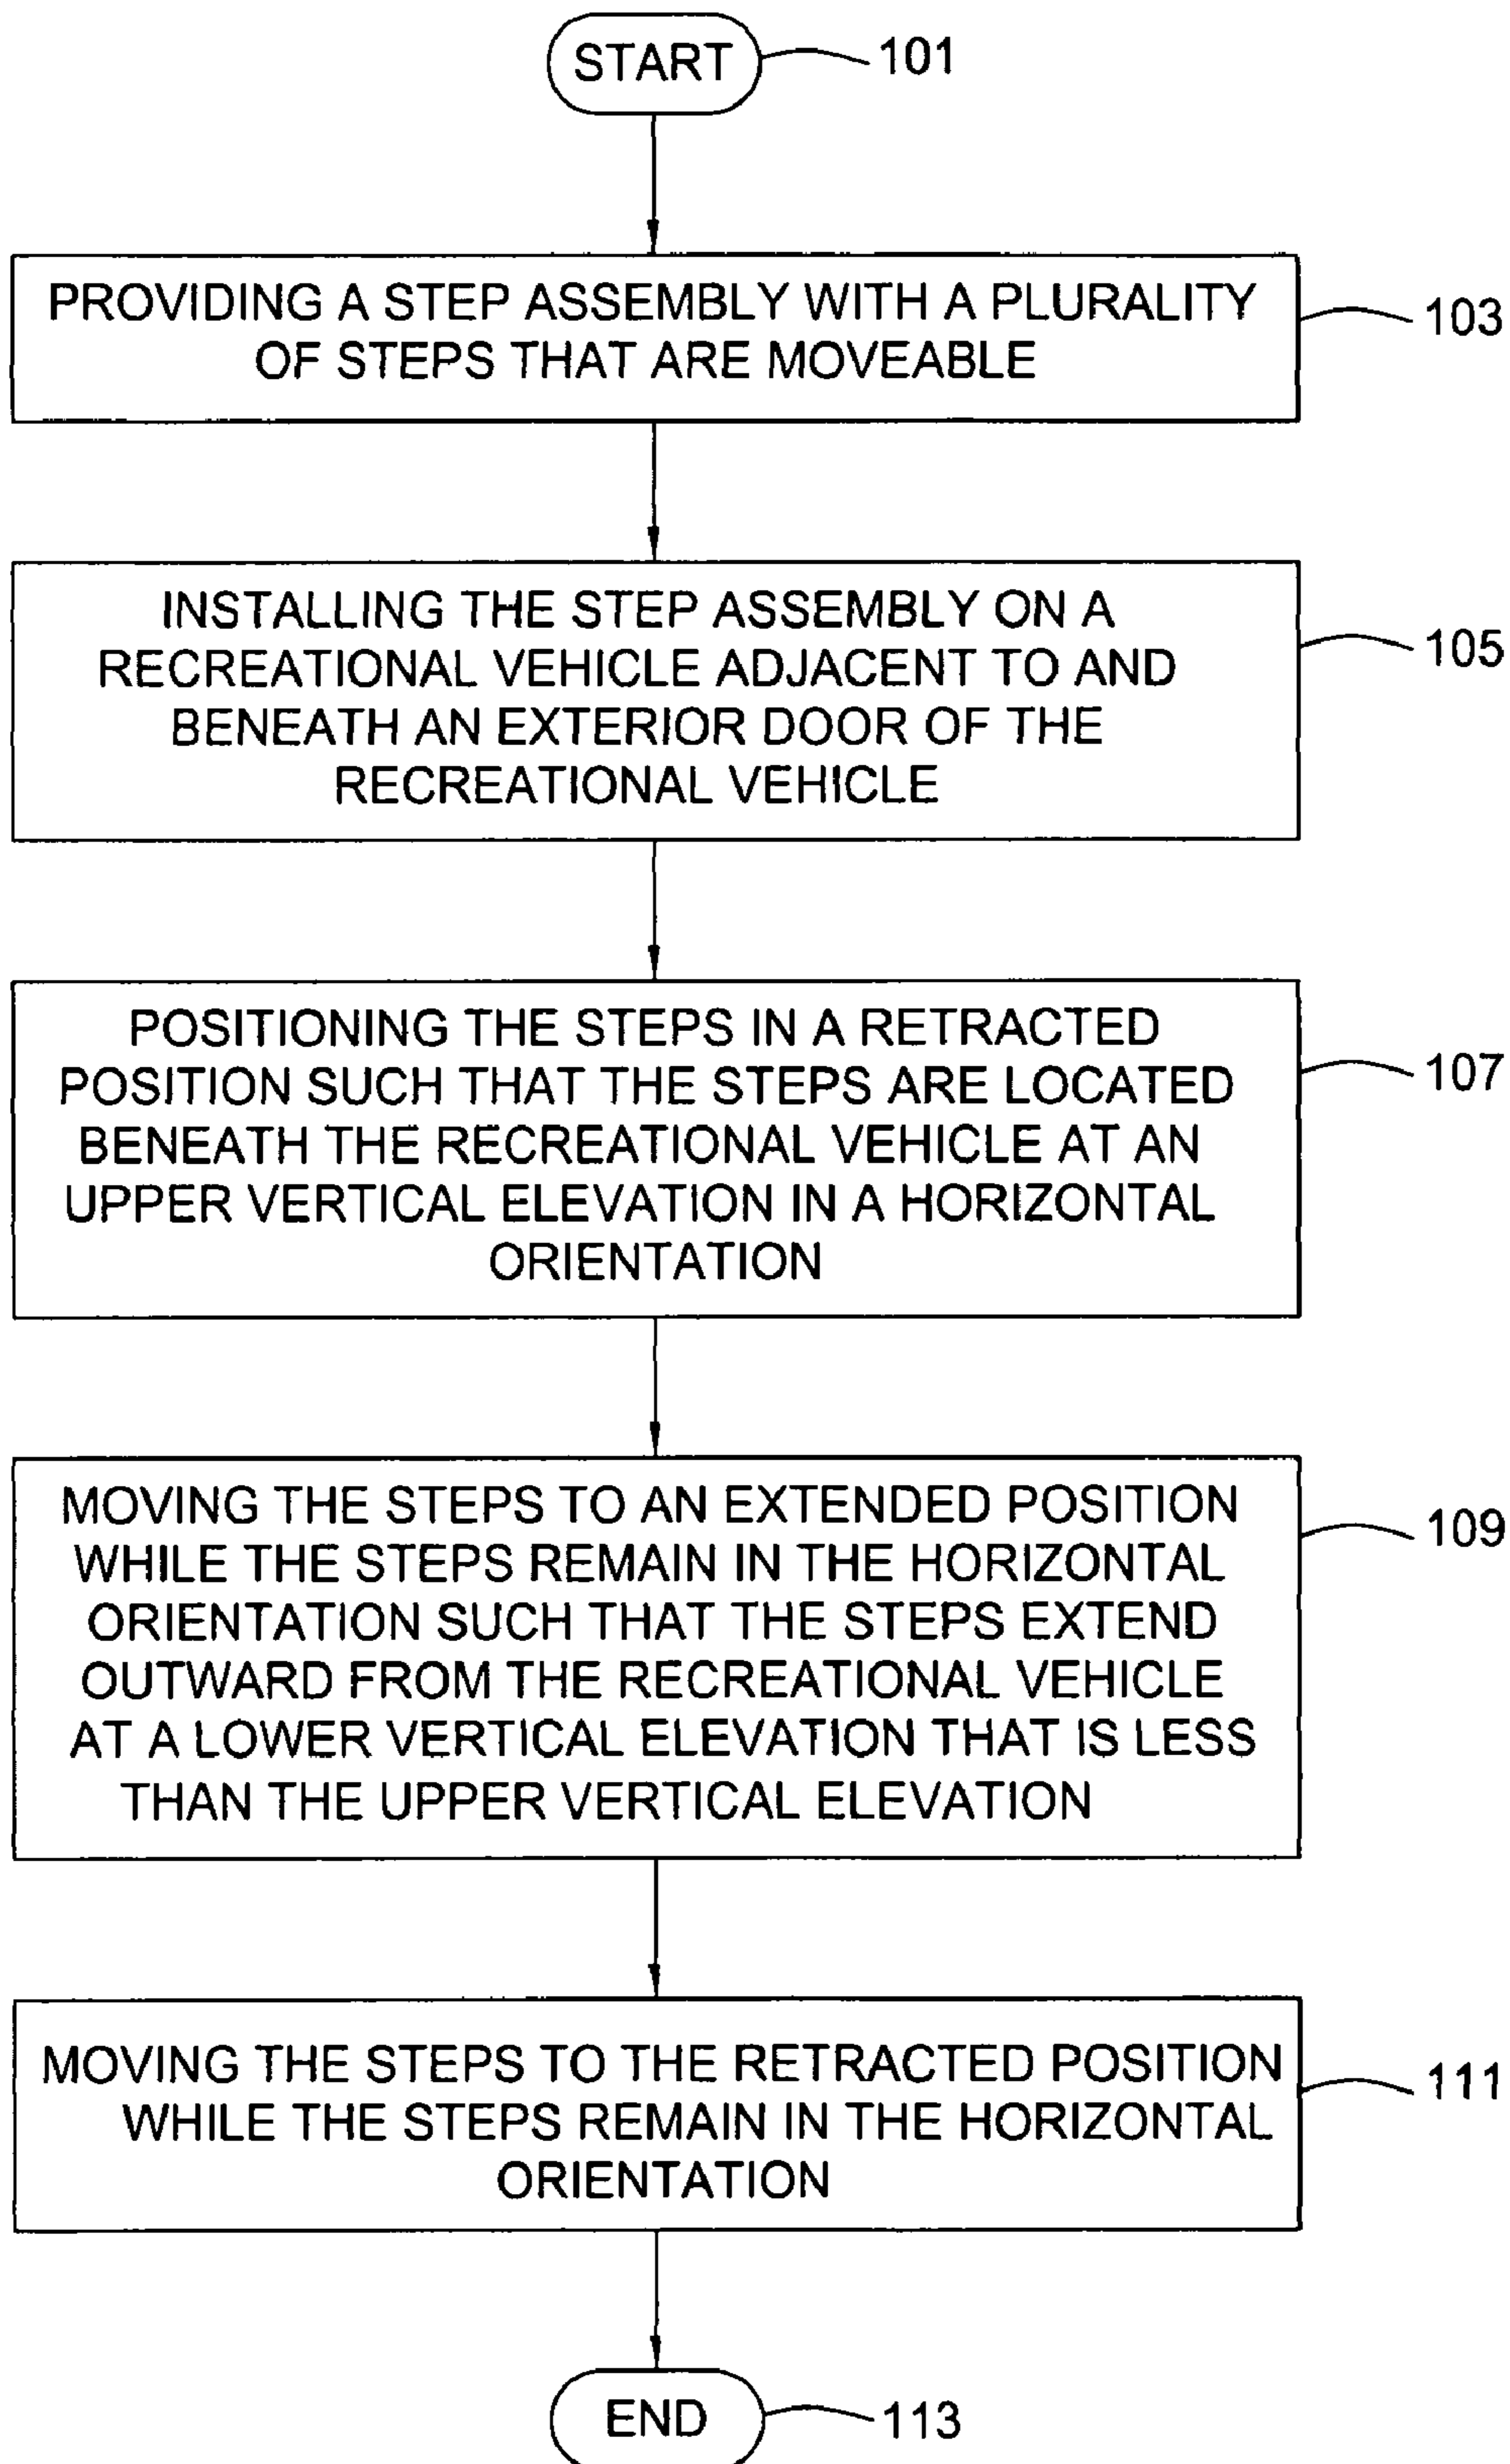 START
101
PROVIDING A STEP ASSEMBLY WITH A PLURALITY
OF STEPS THAT ARE MOVEABLE
103
INSTALLING THE STEP ASSEMBLY ON A
RECREATIONAL VEHICLE ADJACENT TO AND
BENEATH AN EXTERIOR DOOR OF THE
RECREATIONAL VEHICLE
105
POSITIONING THE STEPS IN A RETRACTED
POSITION SUCH THAT THE STEPS ARE LOCATED
BENEATH THE RECREATIONAL VEHICLE AT AN
UPPER VERTICAL ELEVATION IN A HORIZONTAL
ORIENTATION
107
MOVING THE STEPS TO AN EXTENDED POSITION
WHILE THE STEPS REMAIN IN THE HORIZONTAL
ORIENTATION SUCH THAT THE STEPS EXTEND
OUTWARD FROM THE RECREATIONAL VEHICLE
AT A LOWER VERTICAL ELEVATION THAT IS LESS
THAN THE UPPER VERTICAL ELEVATION
109
MOVING THE STEPS TO THE RETRACTED POSITION
WHILE THE STEPS REMAIN IN THE HORIZONTAL
ORIENTATION
111
END
113